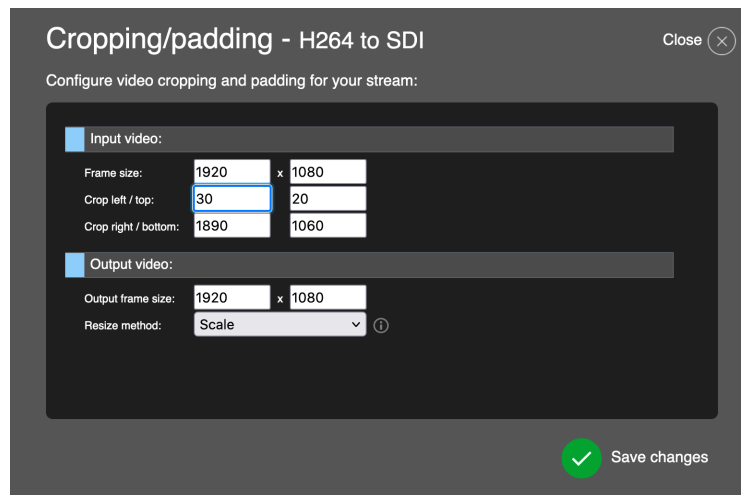 Cropping/padding - H264 to SDI
Close
Configure video cropping and padding for your stream:
Input video:
Frame size: 1920 x 1080
Crop left / top: 30 20
Crop right / bottom: 1890 1060
Output video:
Output frame size: 1920 x 1080
Resize method: Scale
Save changes